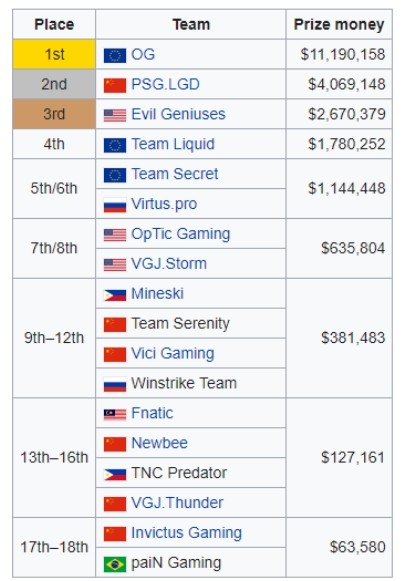 Place Team Prize money
1st OG $11,190,158
2nd PSG.LGD $4,069,148
3rd Evil Geniuses $2,670,379
4th Team Liquid $1,780,252
5th/6th Team Secret $1,144,448
Virtus.pro
7th/8th OpTic Gaming $635,804
VGJ.Storm
9th–12th Mineski $381,483
Team Serenity
Vici Gaming
Winstrike Team
13th–16th Fnatic $127,161
Newbee
TNC Predator
VGJ.Thunder
17th–18th Invictus Gaming $63,580
paiN Gaming